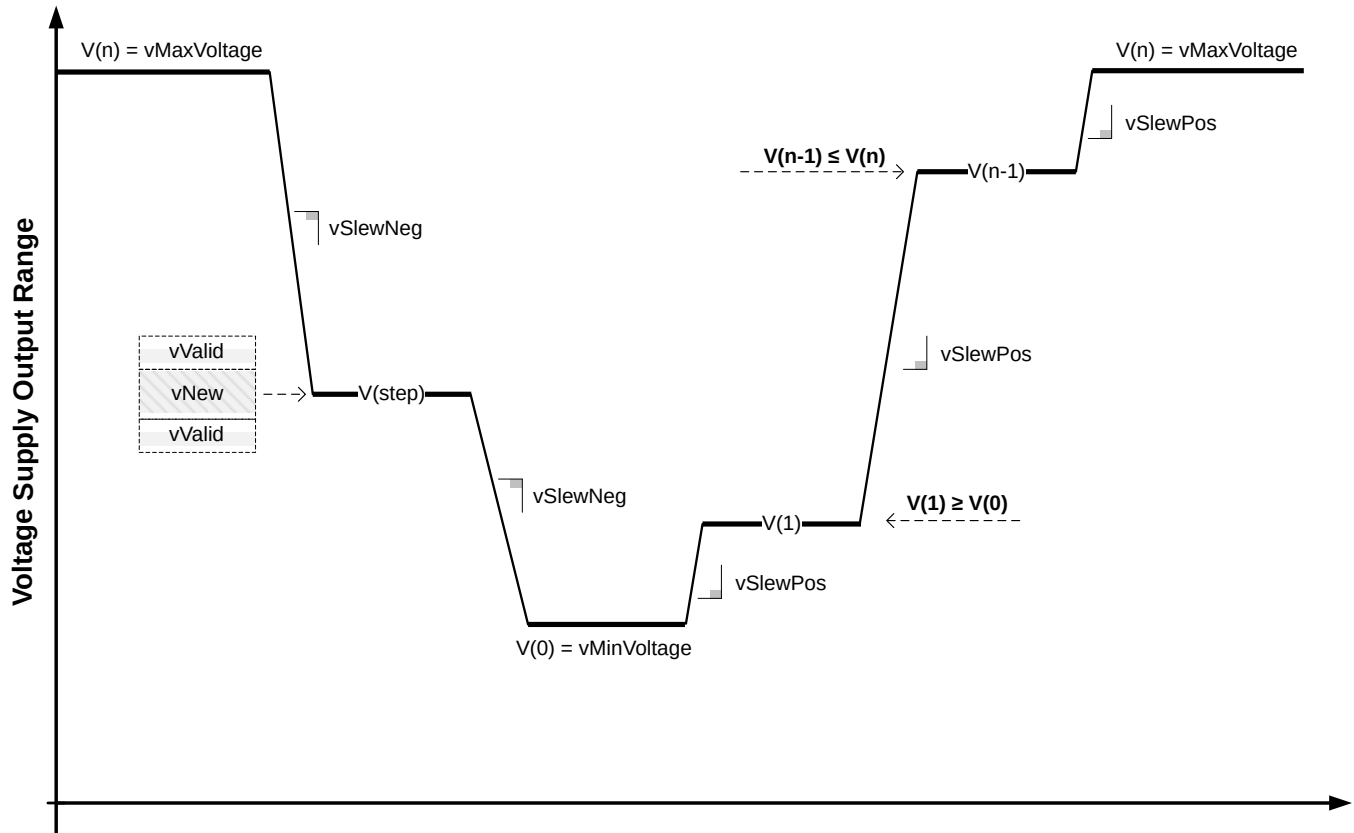 V(n) = vMaxVoltage
V(n) = vMaxVoltage
vSlewPos
V(n-1) ≤ V(n)
V(n-1)
vSlewNeg
Voltage Supply Output Range
vValid
vSlewPos
vNew
V(step)
vValid
vSlewNeg
V(1) ≥ V(0)
V(1)
vSlewPos
V(0) = vMinVoltage